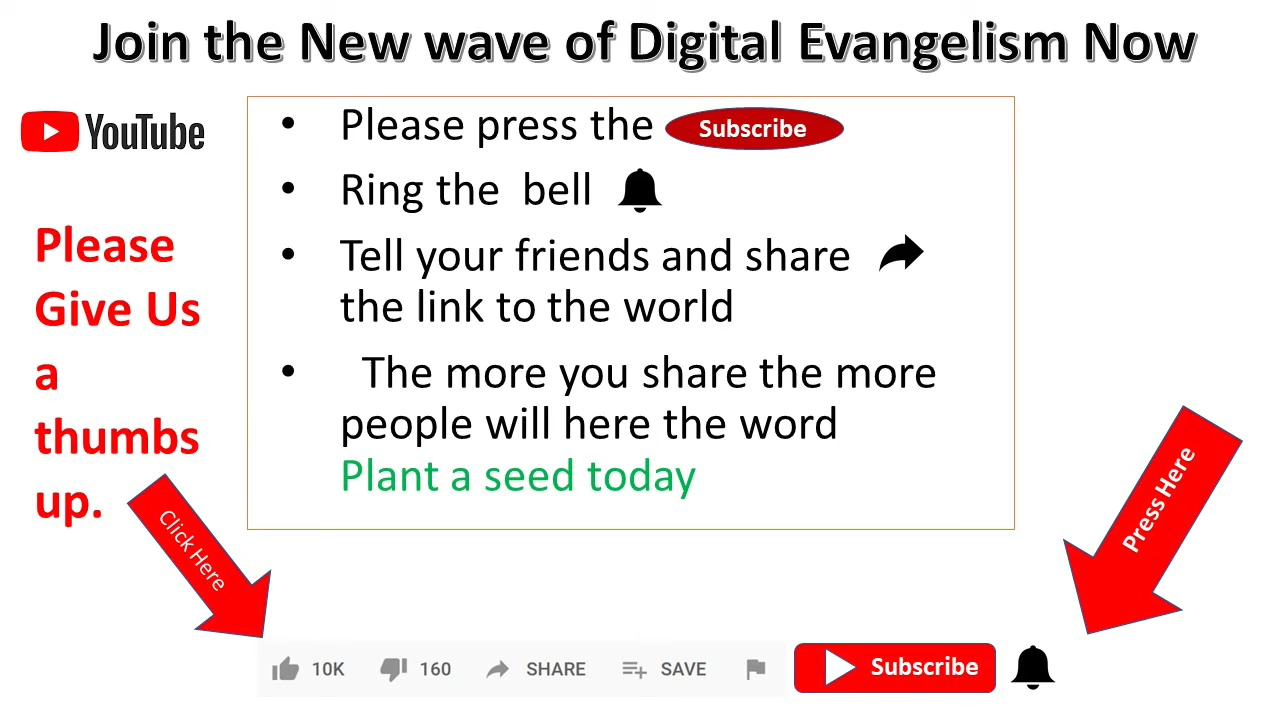 Join the New wave of Digital Evangelism Now
YouTube
• Please press the Subscribe
• Ring the bell
• Tell your friends and share
the link to the world
• The more you share the more
people will here the word
Plant a seed today
Please
Give Us
a
thumbs
up.
Click Here
Press Here
10K 160 SHARE SAVE Subscribe